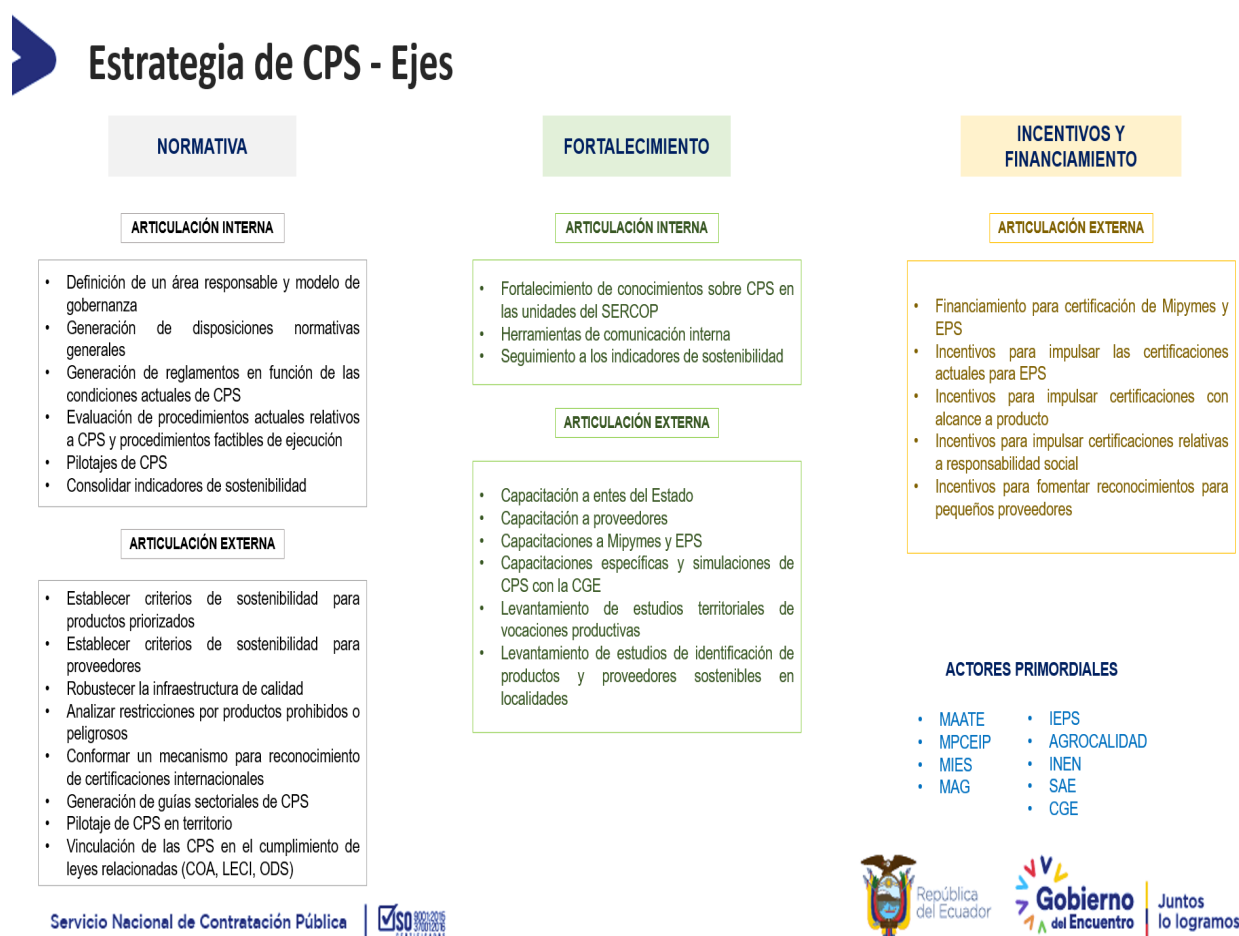 Estrategia de CPS - Ejes
NORMATIVA
ARTICULACIÓN INTERNA
• Definición de un área responsable y modelo de
gobernanza
• Generación de disposiciones normativas
generales
• Generación de reglamentos en función de las
condiciones actuales de CPS
• Evaluación de procedimientos actuales relativos
a CPS y procedimientos factibles de ejecución
• Pilotajes de CPS
• Consolidar indicadores de sostenibilidad
ARTICULACIÓN EXTERNA
• Establecer criterios de sostenibilidad para
productos priorizados
• Establecer criterios de sostenibilidad para
proveedores
• Robustecer la infraestructura de calidad
• Analizar restricciones por productos prohibidos o
peligrosos
• Conformar un mecanismo para reconocimiento
de certificaciones internacionales
• Generación de guías sectoriales de CPS
• Pilotaje de CPS en territorio
• Vinculación de las CPS en el cumplimiento de
leyes relacionadas (COA, LECI, ODS)
FORTALECIMIENTO
ARTICULACIÓN INTERNA
• Fortalecimiento de conocimientos sobre CPS en
las unidades del SERCOP
• Herramientas de comunicación interna
• Seguimiento a los indicadores de sostenibilidad
ARTICULACIÓN EXTERNA
• Capacitación a entes del Estado
• Capacitación a proveedores
• Capacitaciones a Mipymes y EPS
• Capacitaciones específicas y simulaciones de
CPS con la CGE
• Levantamiento de estudios territoriales de
vocaciones productivas
• Levantamiento de estudios de identificación de
productos y proveedores sostenibles en
localidades
INCENTIVOS Y
FINANCIAMIENTO
ARTICULACIÓN EXTERNA
• Financiamiento para certificación de Mipymes y
EPS
• Incentivos para impulsar las certificaciones
actuales para EPS
• Incentivos para impulsar certificaciones con
alcance a producto
• Incentivos para impulsar certificaciones relativas
a responsabilidad social
• Incentivos para fomentar reconocimientos para
pequeños proveedores
ACTORES PRIMORDIALES
• MAATE
• MPCEIP
• MIES
• MAG
• IEPS
• AGROCALIDAD
• INEN
• SAE
• CGE
Servicio Nacional de Contratación Pública
ISO 9001:2015
37001:2016
República
del Ecuador
Gobierno
del Encuentro
Juntos
lo logramos